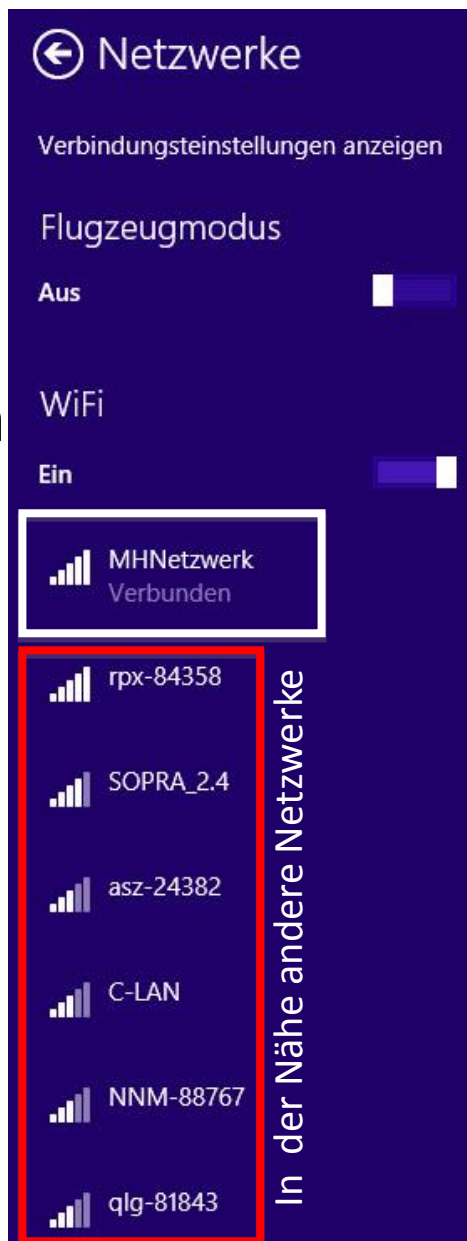 Netzwerke
Verbindungsteinstellungen anzeigen
Flugzeugmodus
Aus
WiFi
Ein
MHNetzwerk
Verbunden
rpx-84358
SOPRA_2.4
asz-24382
C-LAN
NNM-88767
qlg-81843
In der Nähe andere Netzwerke